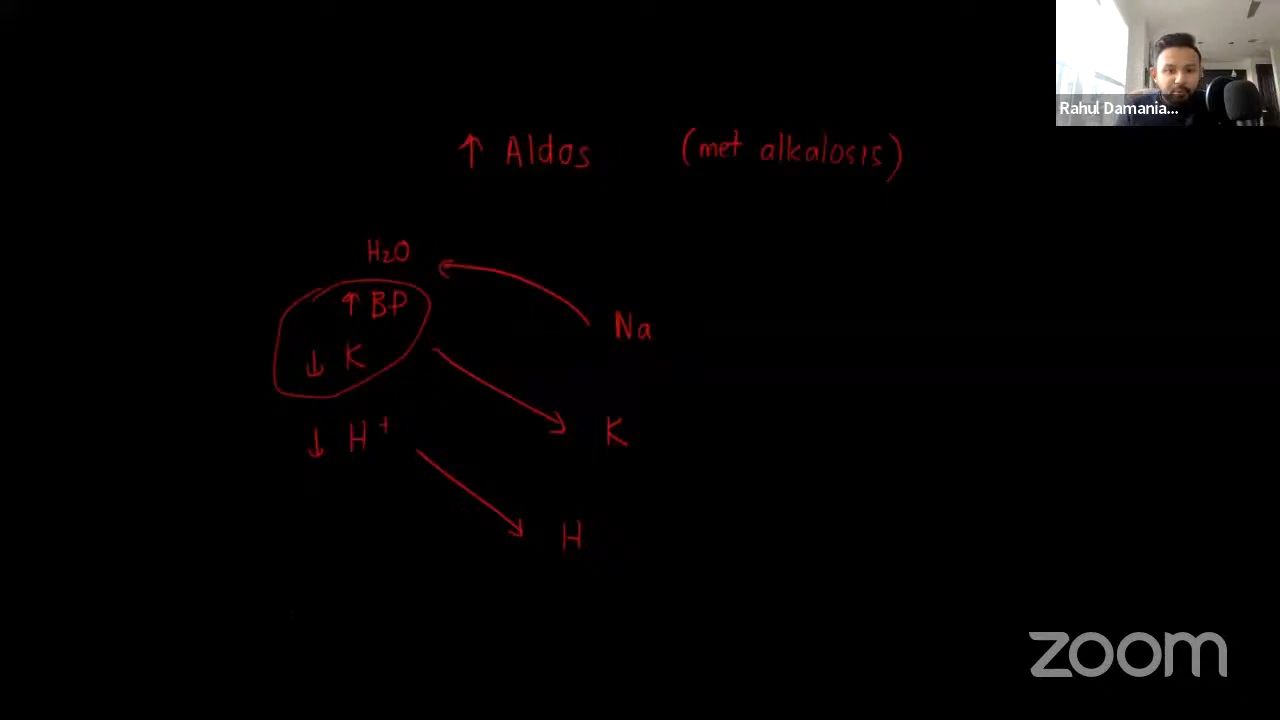 Rahul Damania...
↑ Aldos (met alkalosis)
H₂O
↑ BP
Na
↓ K
K
↓ H⁺
H
zoom